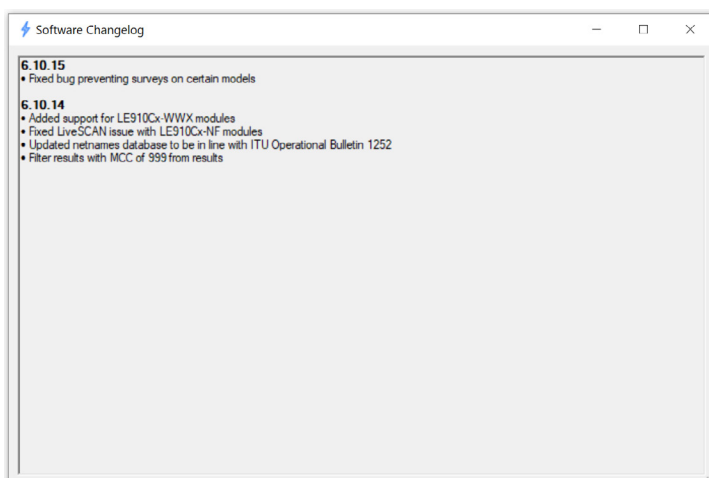 Software Changelog
6.10.15
• Fixed bug preventing surveys on certain models
6.10.14
• Added support for LE910Cx-WWX modules
• Fixed LiveSCAN issue with LE910Cx-NF modules
• Updated netnames database to be in line with ITU Operational Bulletin 1252
• Filter results with MCC of 999 from results